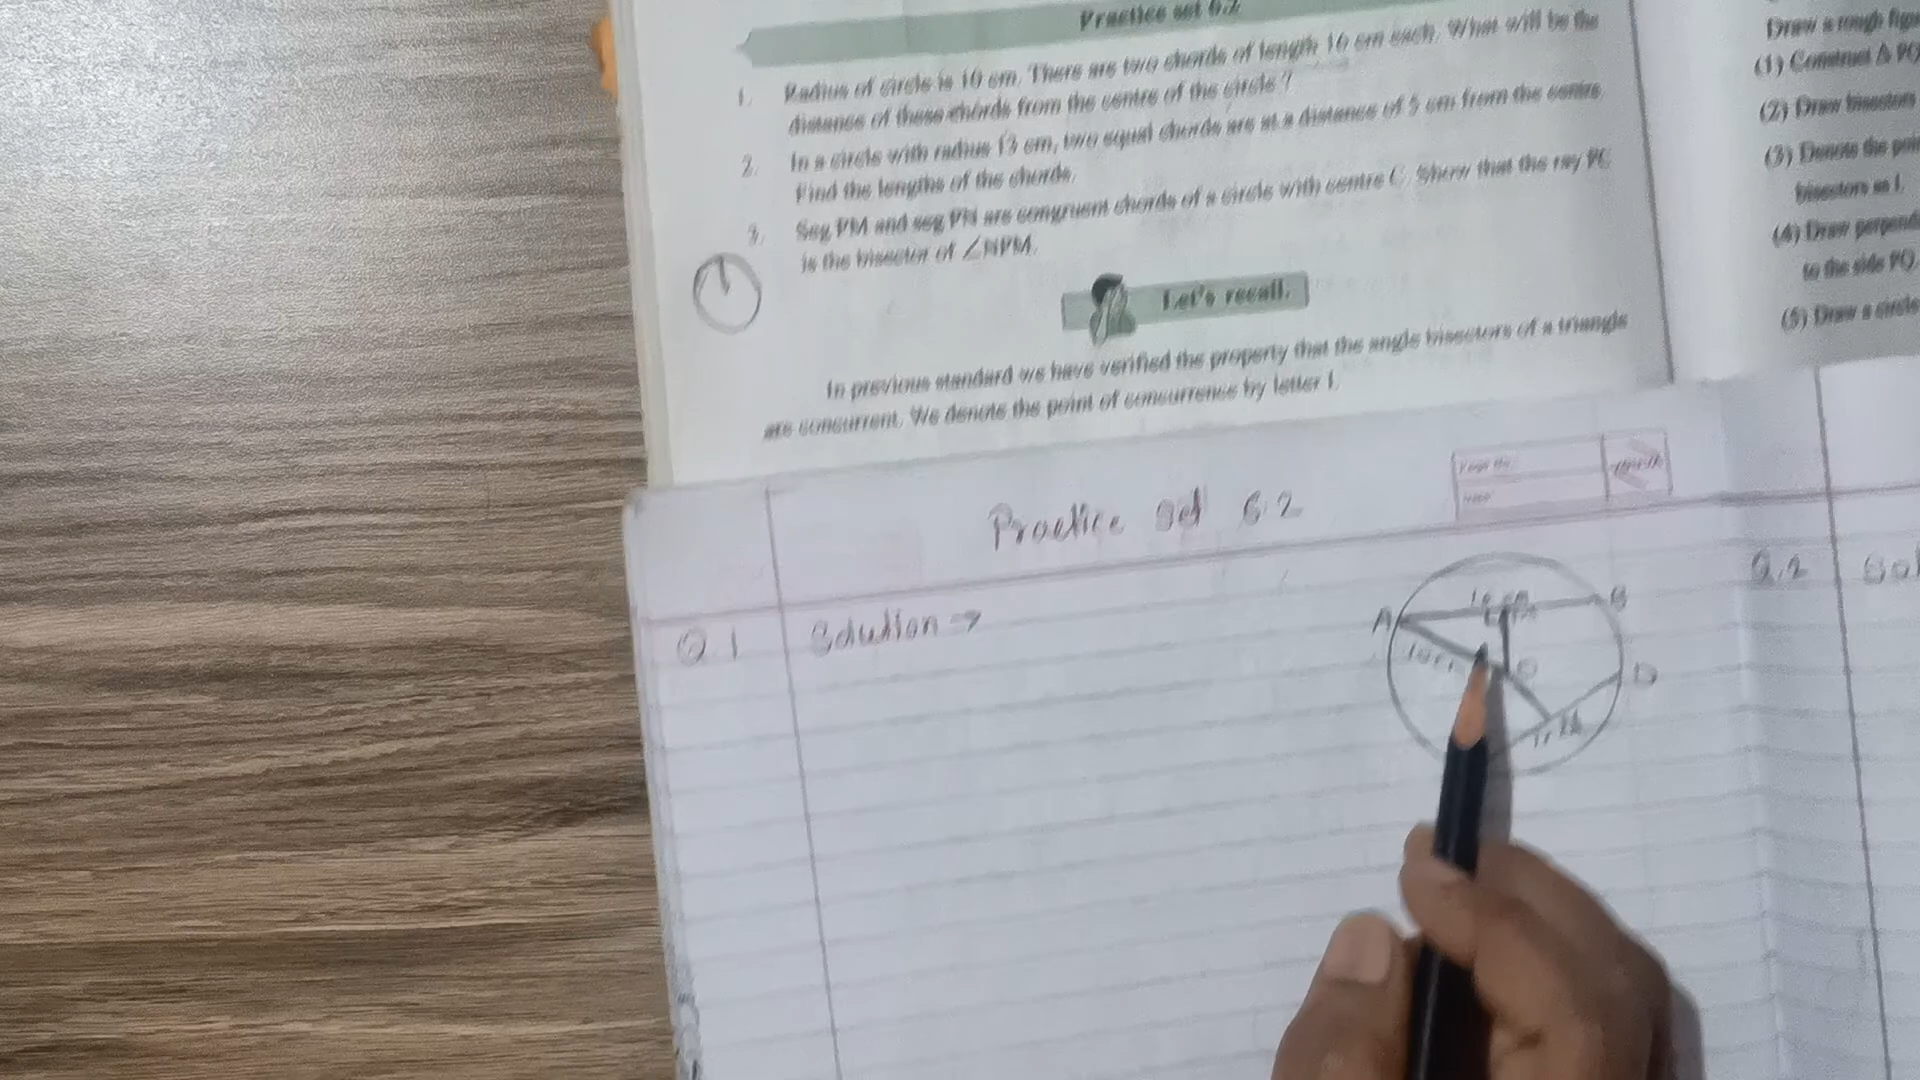 Practice set 6.2
1. Radius of circle is 10 cm. There are two chords of length 16 cm each. What will be the
distance of these chords from the centre of the circle ?
2. In a circle with radius 13 cm, two equal chords are at a distance of 5 cm from the centre.
Find the lengths of the chords.
3. Seg PM and seg PN are congruent chords of a circle with centre C. Show that the ray PC
is the bisector of ∠NPM.
Let's recall.
In previous standard we have verified the property that the angle bisectors of a triangle
are concurrent. We denote the point of concurrence by letter I.
Draw a rough
(1) Construct Δ
(2) Draw bisectors
(3) Denote the
bisectors as I.
(4) Draw
to the side PQ.
(5) Draw a circle
Practice set 6.2
Q.1 Solution →
A
B
D
Q.2